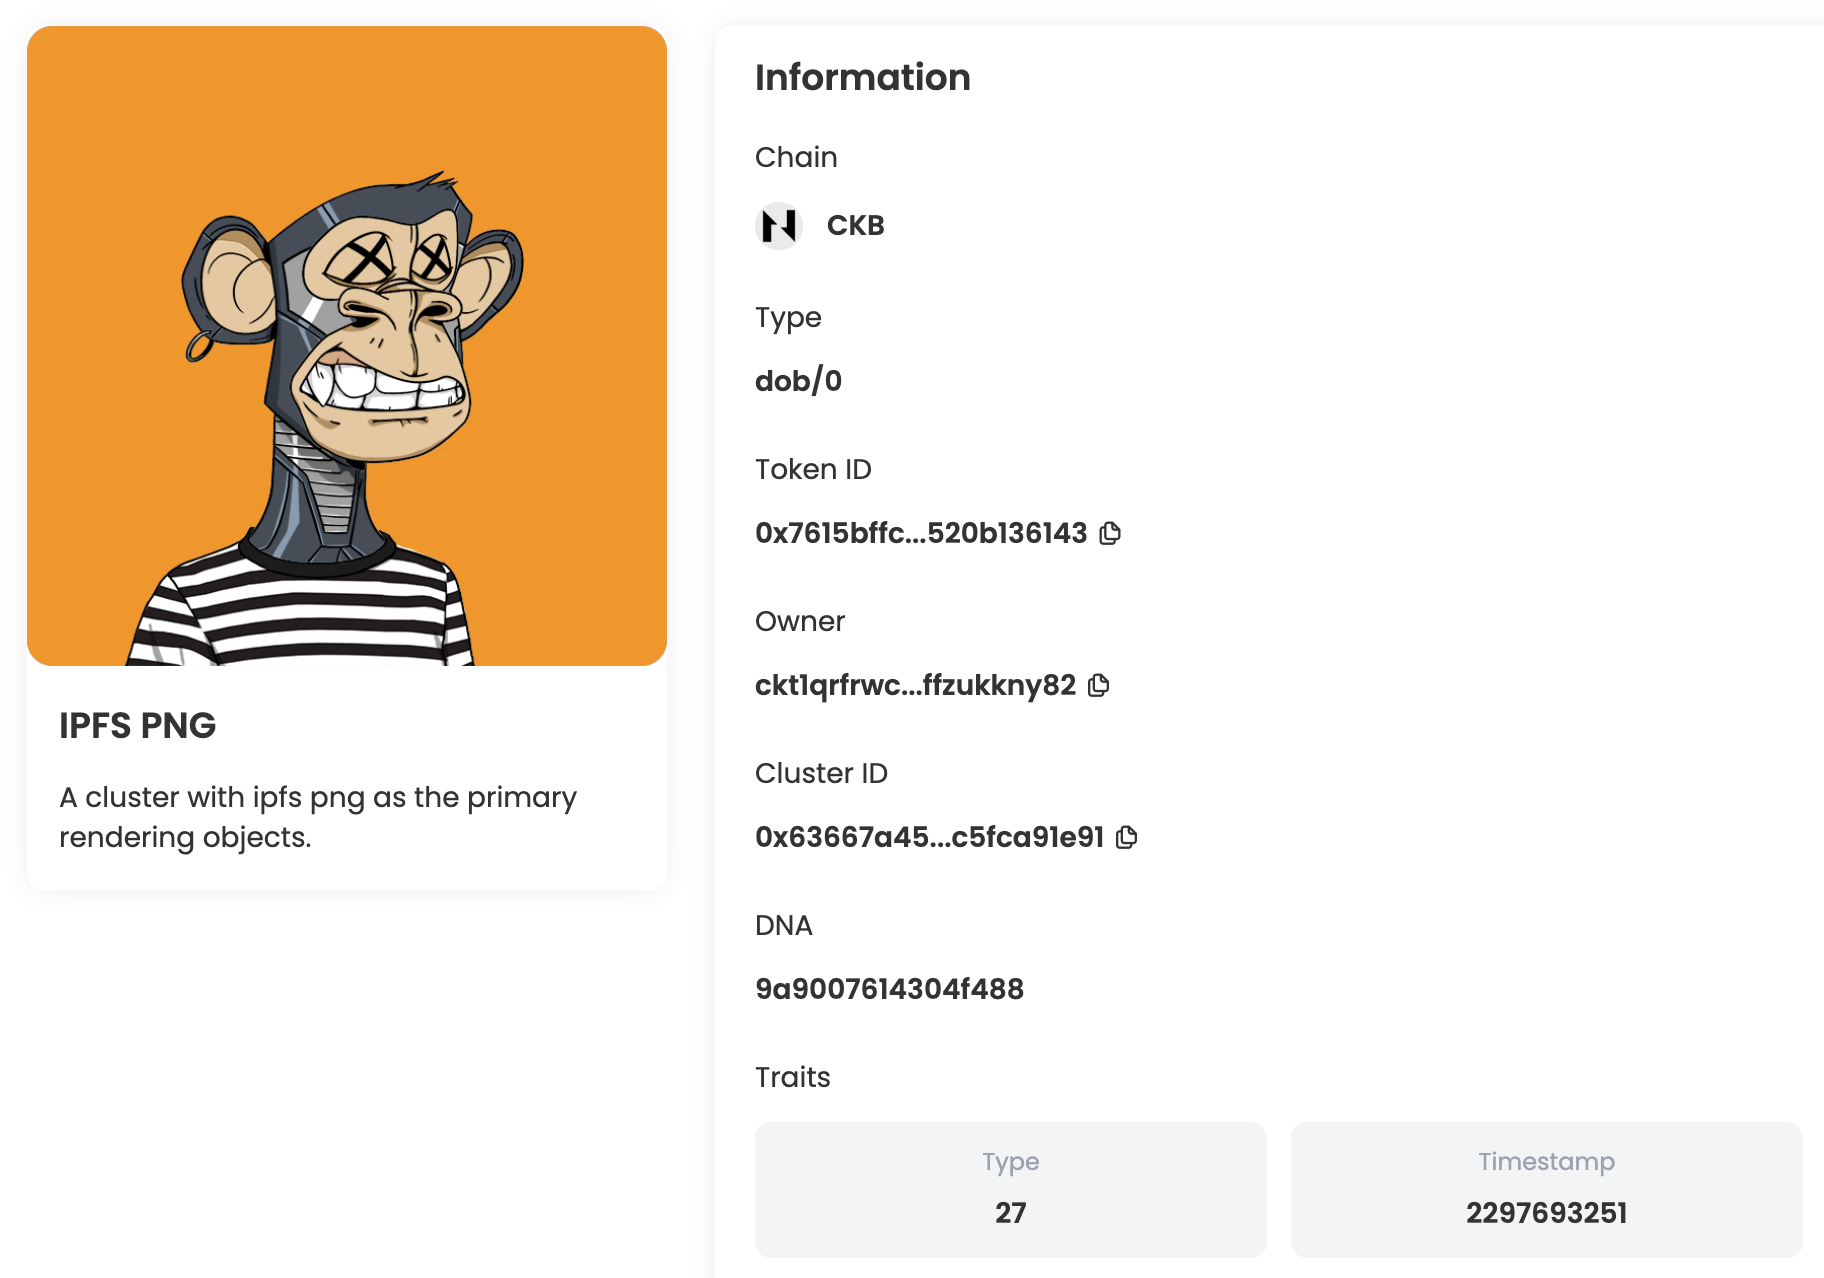 IPFS PNG
A cluster with ipfs png as the primary
rendering objects.
Information
Chain
CKB
Type
dob/0
Token ID
0x7615bffc...520b136143
Owner
ckt1qrfrwc...ffzukkny82
Cluster ID
0x63667a45...c5fca91e91
DNA
9a9007614304f488
Traits
Type
27
Timestamp
2297693251